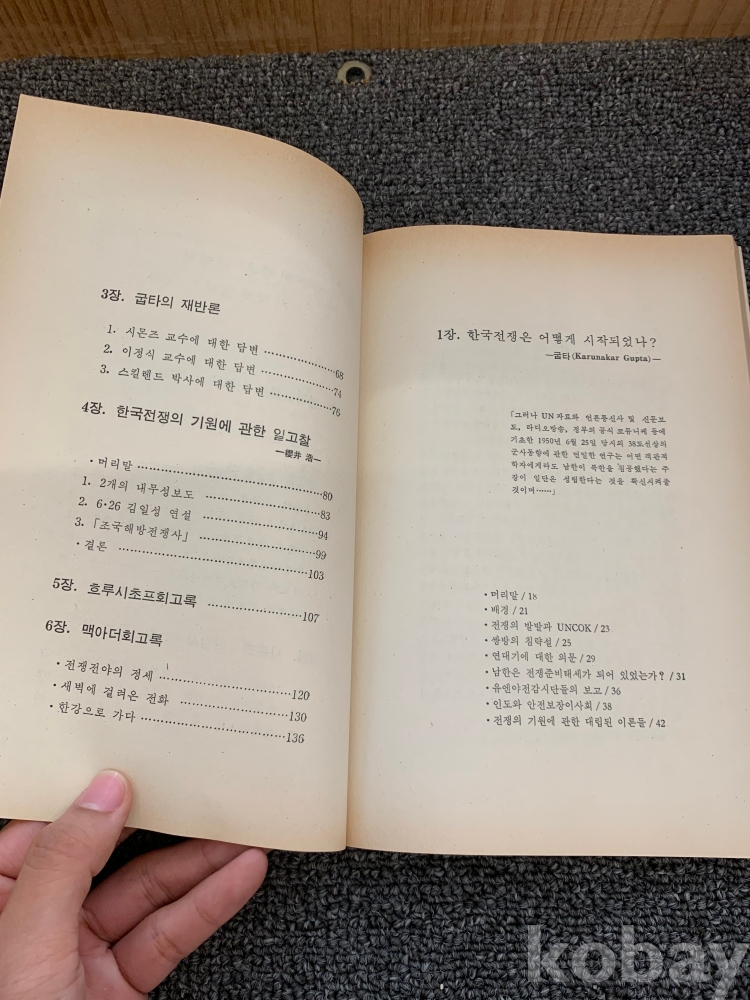 3장. 굽타의 재반론
1. 시몬즈 교수에 대한 답변 ……………68
2. 이정식 교수에 대한 답변 ……………74
3. 스킬렌드 박사에 대한 답변 ……………76
4장. 한국전쟁의 기원에 관한 일고찰
―櫻井 浩―
·머리말 ……………80
1. 2개의 내무성보도 ……………83
2. 6·26 김일성 연설 ……………94
3. 「조국해방전쟁사」 ……………99
·결론 ……………103
5장. 흐루시초프회고록 ……………107
6장. 맥아더회고록
·전쟁전야의 정세 ……………120
·새벽에 걸려온 전화 ……………130
·한강으로 가다 ……………136
1장. 한국전쟁은 어떻게 시작되었나?
―굽타(Karunakar Gupta)―
「그러나 UN자료와 언론통신사 및 신문보
도, 라디오방송, 정부의 공식 코뮤니케 등에
기초한 1950년 6월 25일 당시의 38도선상의
군사동향에 관한 면밀한 연구는 어떤 객관적
학자에게라도 남한이 북한을 침공했다는 주
장이 일단은 성립한다는 것을 확신시켜줄
것이며……」
·머리말 / 18
·배경 / 21
·전쟁의 발발과 UNCOK / 23
·쌍방의 침략설 / 25
·연대기에 대한 의문 / 29
·남한은 전쟁준비태세가 되어 있었는가? / 31
·유엔야전감시단들의 보고 / 36
·인도와 안전보장이사회 / 38
·전쟁의 기원에 관한 대립된 이론들 / 42
kobay